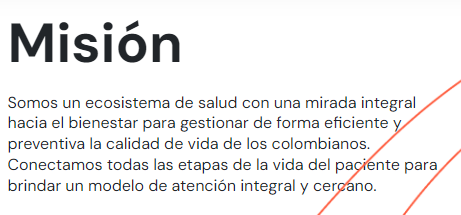 Misión
Somos un ecosistema de salud con una mirada integral
hacia el bienestar para gestionar de forma eficiente y
preventiva la calidad de vida de los colombianos.
Conectamos todas las etapas de la vida del paciente para
brindar un modelo de atención integral y cercano.